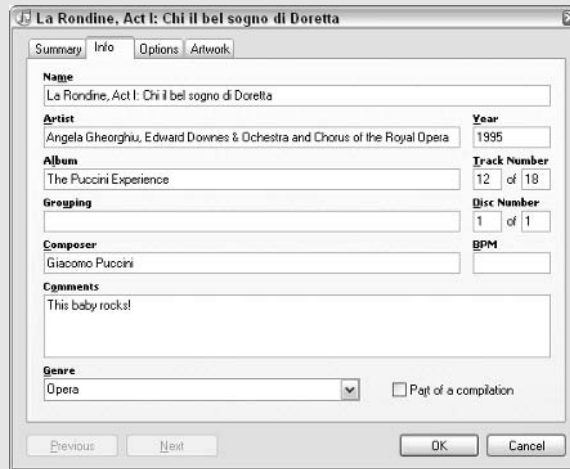 La Rondine, Act I: Chi il bel sogno di Doretta
Summary Info Options Artwork
Name
La Rondine, Act I: Chi il bel sogno di Doretta
Artist Year
Angela Gheorghiu, Edward Downes & Ochestra and Chorus of the Royal Opera 1995
Album Track Number
The Puccini Experience 12 of 18
Grouping Disc Number
1 of 1
Composer BPM
Giacomo Puccini
Comments
This baby rocks!
Genre
Opera Part of a compilation
Previous Next OK Cancel